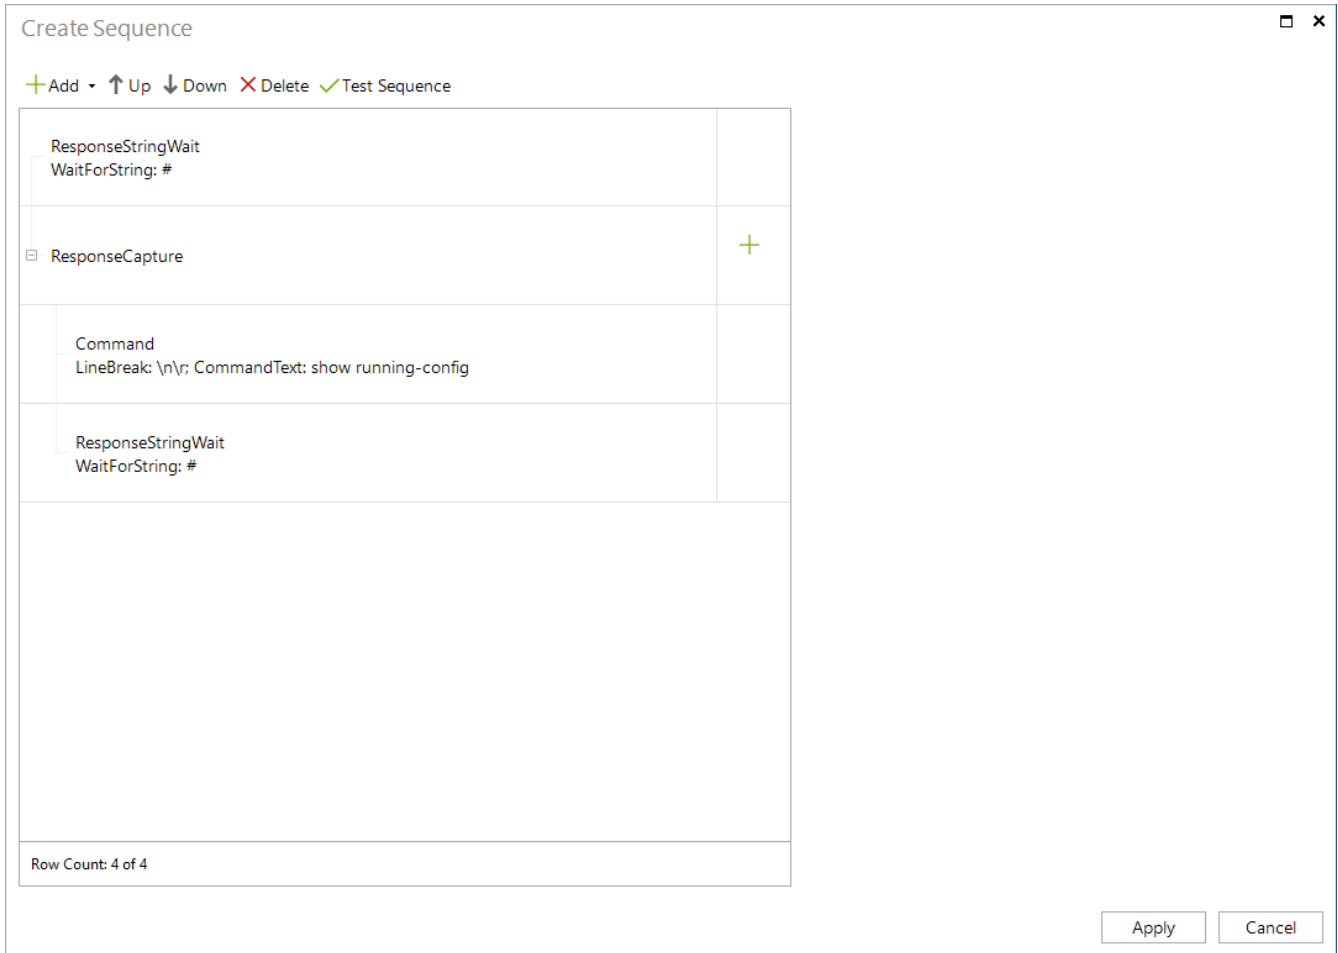 Create Sequence
Add Up Down Delete Test Sequence
ResponseStringWait
WaitForString: #
ResponseCapture
Command
LineBreak: \n\r; CommandText: show running-config
ResponseStringWait
WaitForString: #
Row Count: 4 of 4
Apply Cancel